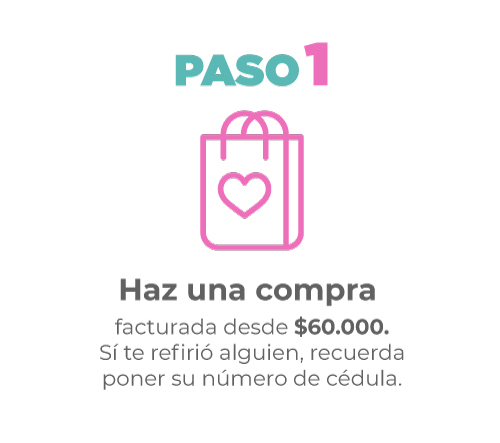 PASO 1
Haz una compra
facturada desde $60.000.
Sí te refirió alguien, recuerda
poner su número de cédula.